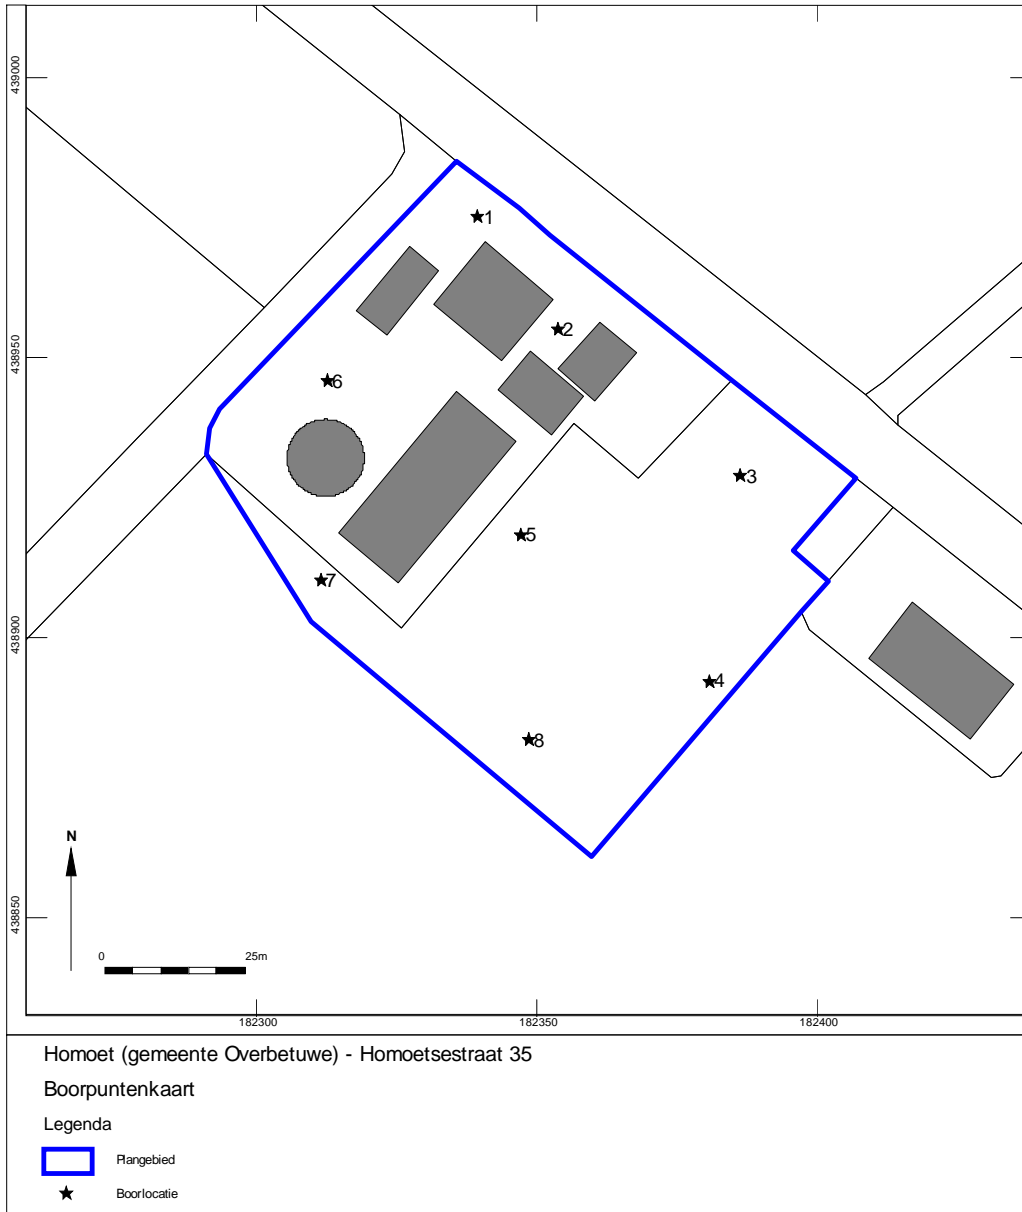 439000
1
2
438950
6
3
5
7
438900
4
8
N
438850
0 25m
182300 182350 182400
Homoet (gemeente Overbetuwe) - Homoetsestraat 35
Boorpuntenkaart
Legenda
Plangebied
Boorlocatie